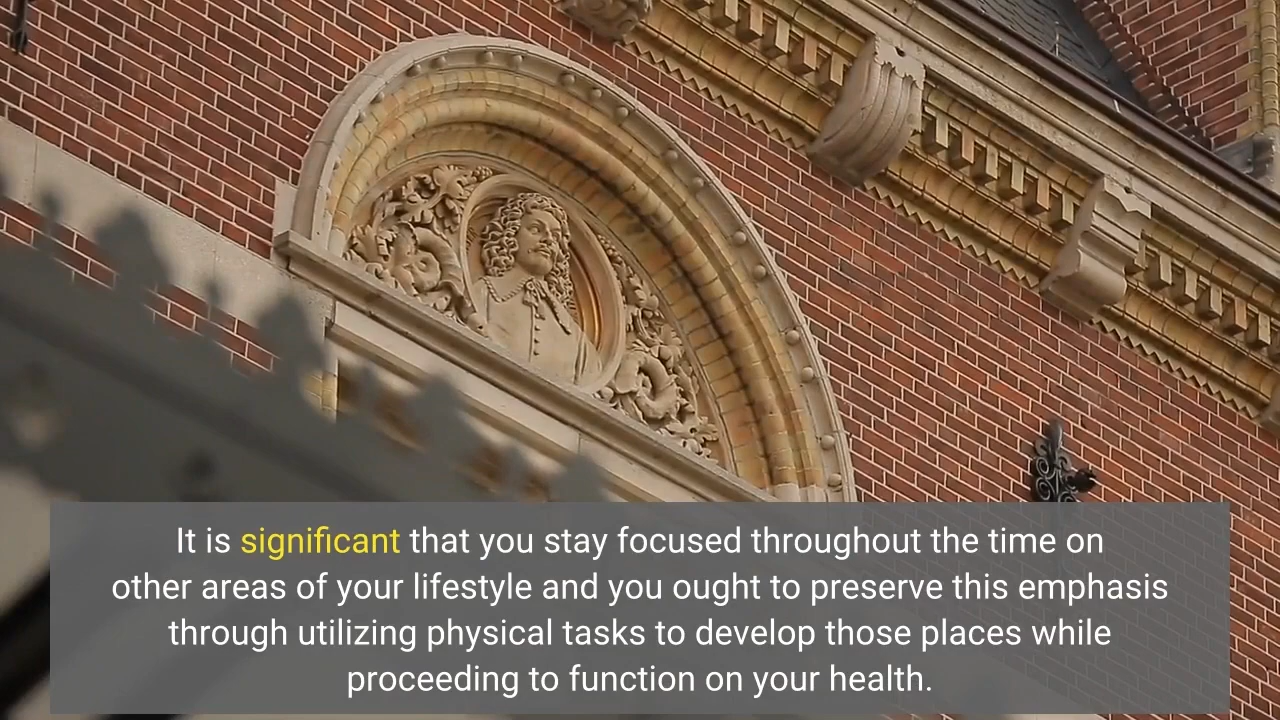 It is significant that you stay focused throughout the time on
other areas of your lifestyle and you ought to preserve this emphasis
through utilizing physical tasks to develop those places while
proceeding to function on your health.